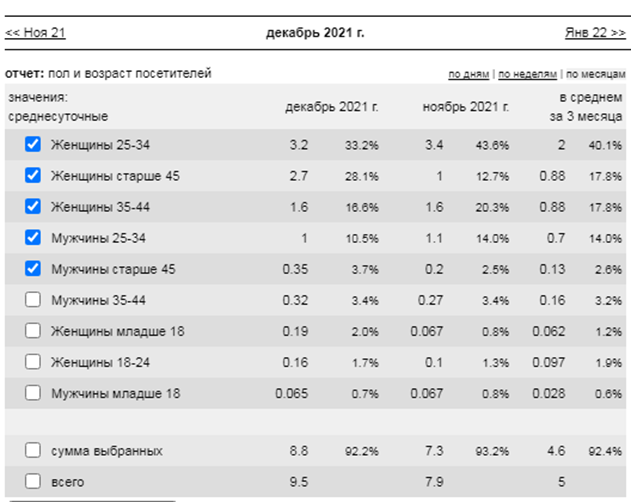 << Ноя 21 декабрь 2021 г. Янв 22 >>
отчет: пол и возраст посетителей по дням | по неделям | по месяцам
значения: среднесуточные декабрь 2021 г. ноябрь 2021 г. в среднем за 3 месяца
Женщины 25-34 3.2 33.2% 3.4 43.6% 2 40.1%
Женщины старше 45 2.7 28.1% 1 12.7% 0.88 17.8%
Женщины 35-44 1.6 16.6% 1.6 20.3% 0.88 17.8%
Мужчины 25-34 1 10.5% 1.1 14.0% 0.7 14.0%
Мужчины старше 45 0.35 3.7% 0.2 2.5% 0.13 2.6%
Мужчины 35-44 0.32 3.4% 0.27 3.4% 0.16 3.2%
Женщины младше 18 0.19 2.0% 0.067 0.8% 0.062 1.2%
Женщины 18-24 0.16 1.7% 0.1 1.3% 0.097 1.9%
Мужчины младше 18 0.065 0.7% 0.067 0.8% 0.028 0.6%
сумма выбранных 8.8 92.2% 7.3 93.2% 4.6 92.4%
всего 9.5 7.9 5